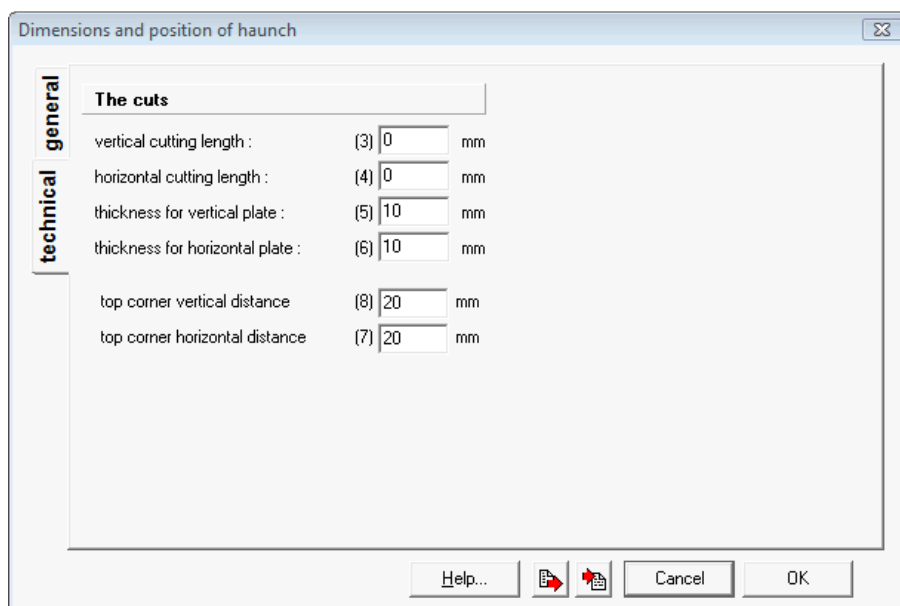 Dimensions and position of haunch
general
technical
The cuts
vertical cutting length : (3) 0 mm
horizontal cutting length : (4) 0 mm
thickness for vertical plate : (5) 10 mm
thickness for horizontal plate : (6) 10 mm
top corner vertical distance (8) 20 mm
top corner horizontal distance (7) 20 mm
Help... Cancel OK